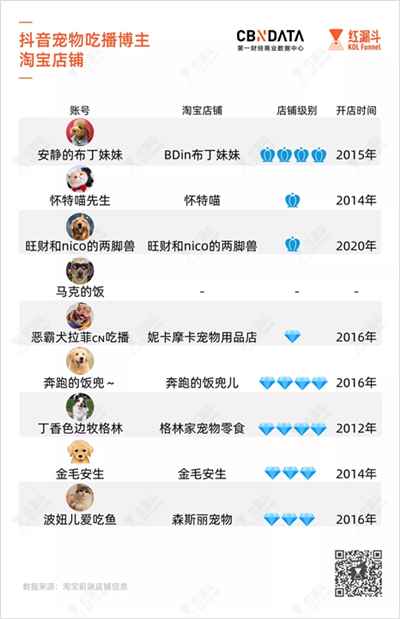 抖音宠物吃播博主
淘宝店铺
CBNDATA
第一财经商业数据中心
红漏斗
KOL Funnel
账号 淘宝店铺 店铺级别 开店时间
安静的布丁妹妹 BDin布丁妹妹 2015年
怀特喵先生 怀特喵 2014年
旺财和nico的两脚兽 旺财和nico的两脚兽 2020年
马克的饭 - - -
恶霸犬拉菲CN吃播 妮卡摩卡宠物用品店 2016年
奔跑的饭兜~ 奔跑的饭兜儿 2016年
丁香色边牧格林 格林家宠物零食 2012年
金毛安生 金毛安生 2014年
波妞儿爱吃鱼 森斯丽宠物 2016年
数据来源:淘宝前端店铺信息